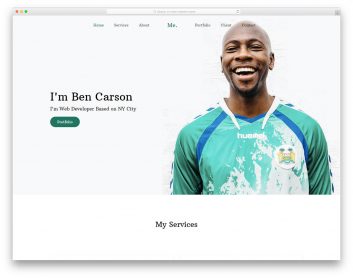 Home Services About Me. Portfolio Client Contact
hummel
I'm Ben Carson
I'm Web Developer Based on NY City
Portfolio
My Services